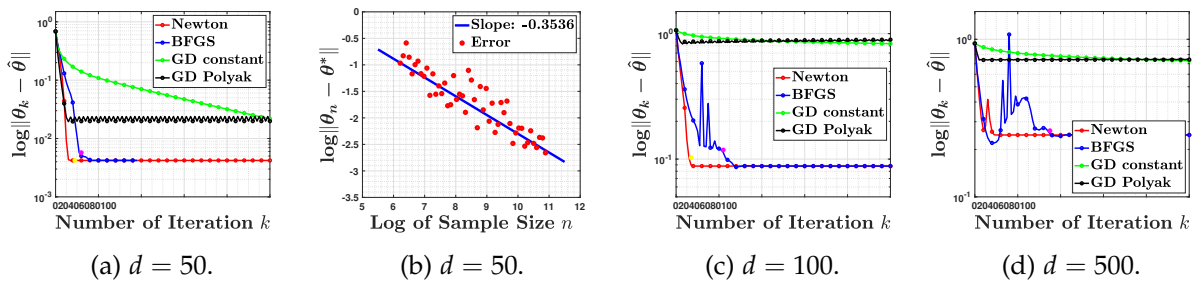 10^0
10^-1
10^-2
10^-3
log||θ_k − θ̂||
Newton
BFGS
GD constant
GD Polyak
020406080100
Number of Iteration k
(a) d = 50.
-0.5
-1
-1.5
-2
-2.5
-3
-3.5
log||θ_n − θ*||
Slope: -0.3536
Error
5 6 7 8 9 10 11 12
Log of Sample Size n
(b) d = 50.
10^0
10^-1
log||θ_k − θ̂||
Newton
BFGS
GD constant
GD Polyak
020406080100
Number of Iteration k
(c) d = 100.
10^0
10^-1
log||θ_k − θ̂||
Newton
BFGS
GD constant
GD Polyak
020406080100
Number of Iteration k
(d) d = 500.